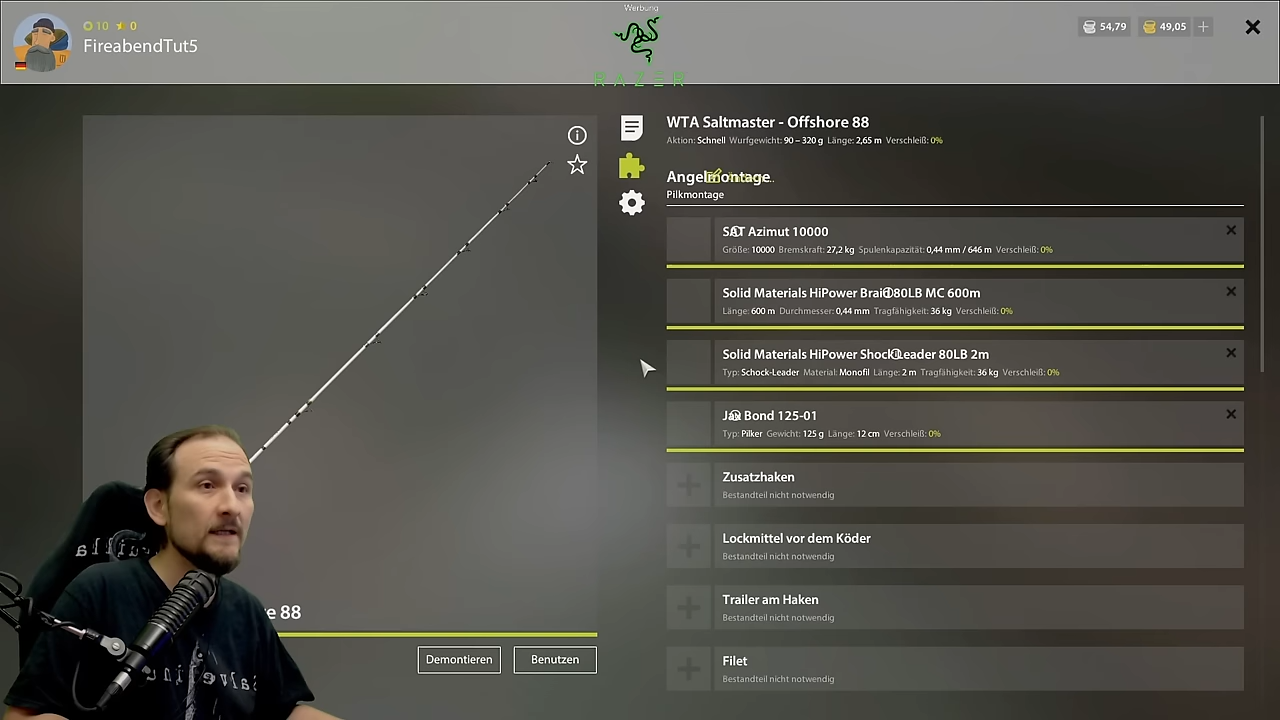 Werbung
10 0
FireabendTut5
RAZER
54,79 49,05
WTA Saltmaster - Offshore 88
Aktion: Schnell Wurfgewicht: 90 – 320 g Länge: 2,65 m Verschleiß: 0%
Angelmontage
Pilkmontage
SAT Azimut 10000
Größe: 10000 Bremskraft: 27,2 kg Spulenkapazität: 0,44 mm / 646 m Verschleiß: 0%
Solid Materials HiPower Braid 80LB MC 600m
Länge: 600 m Durchmesser: 0,44 mm Tragfähigkeit: 36 kg Verschleiß: 0%
Solid Materials HiPower Shock Leader 80LB 2m
Typ: Schock-Leader Material: Monofil Länge: 2 m Tragfähigkeit: 36 kg Verschleiß: 0%
Bond 125-01
Typ: Pilker Gewicht: 125 g Länge: 12 cm Verschleiß: 0%
Zusatzhaken
Bestandteil nicht notwendig
Lockmittel vor dem Köder
Bestandteil nicht notwendig
Trailer am Haken
Bestandteil nicht notwendig
Filet
Bestandteil nicht notwendig
e 88
Demontieren Benutzen